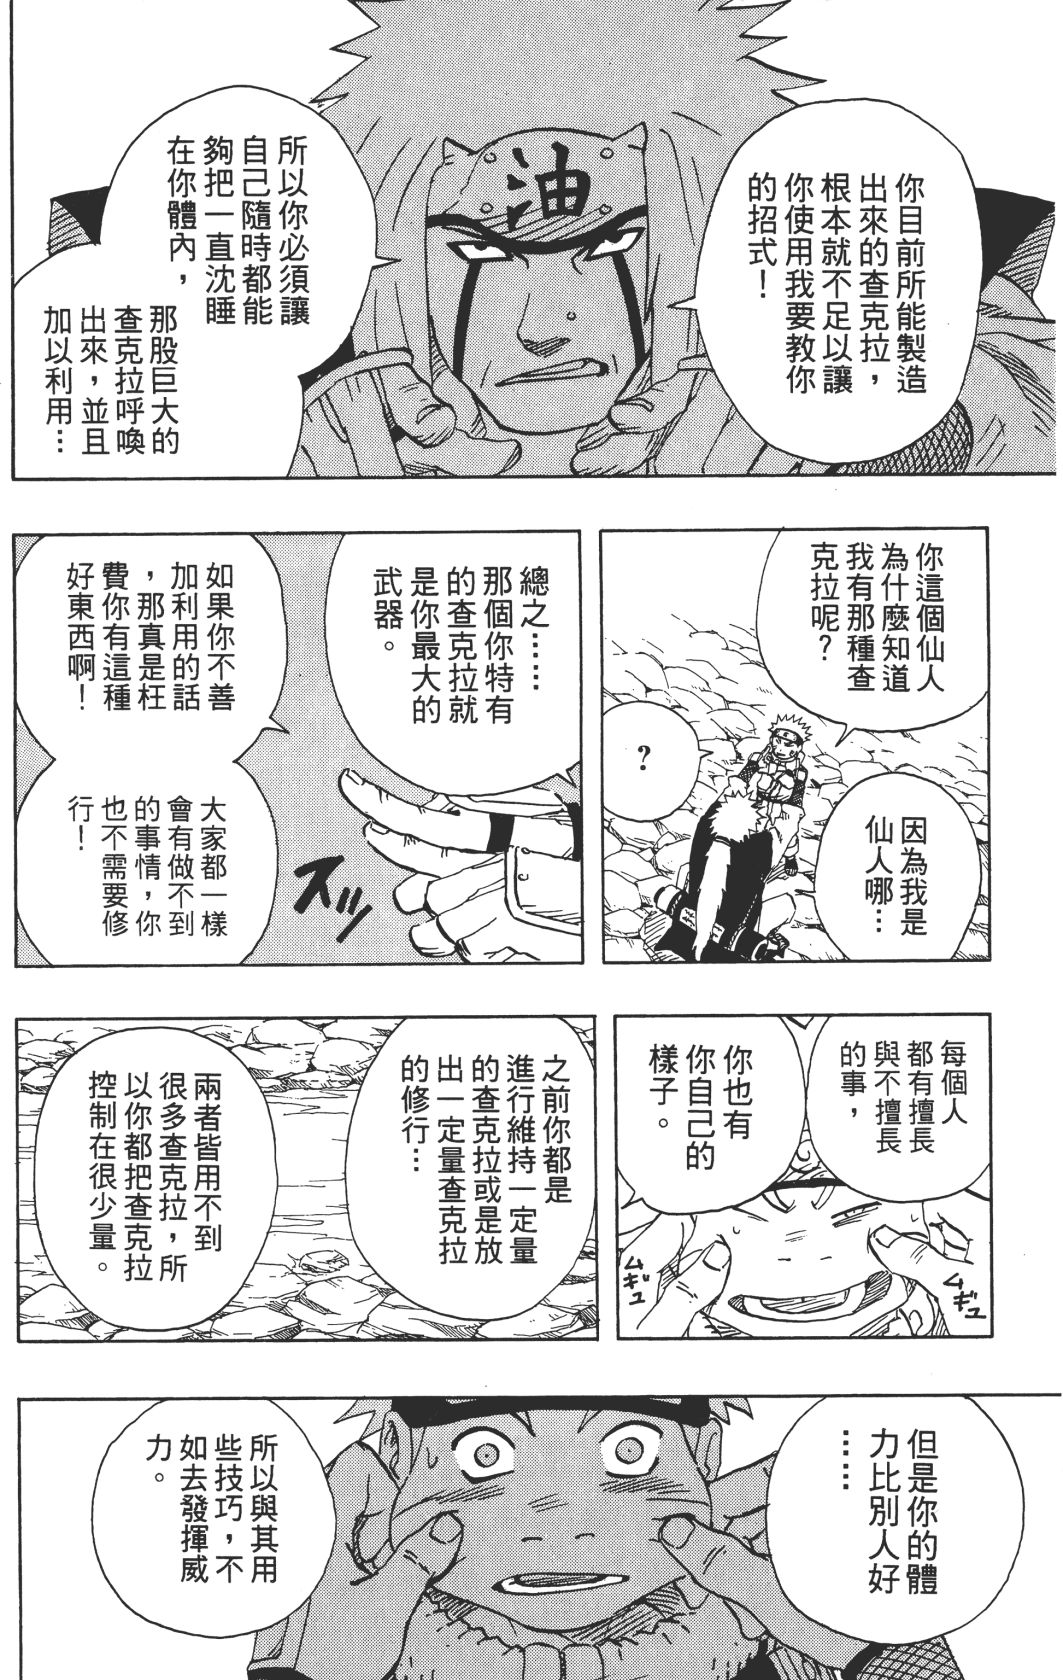 你目前所能製造
出來的查克拉，
根本就不足以讓
你使用我要教你
的招式！
油
所以你必須讓
自己隨時都能
夠把一直沈睡
在你體內，
那股巨大的
查克拉呼喚
出來，並且
加以利用…
你這個仙人
為什麼知道
我有那種查
克拉呢？
因為我是
仙人哪…
？
總之……
那個你特有
的查克拉就
是你最大的
武器。
如果你不善
加利用的話
，那真是枉
費你有這種
好東西啊！
大家都一樣
會有做不到
的事情，你
也不需要修
行！
スッ
每個人
都有擅長
與不擅長
的事，
你也有
你自己的
樣子。
ムギュ
ムギュ
之前你都是
進行維持一定量
的查克拉或是放
出一定量查克拉
的修行…
兩者皆用不到
很多查克拉，所
以你都把查克拉
控制在很少量。
但是你的體
力比別人好
……
所以與其用
些技巧，不
如去發揮威
力。